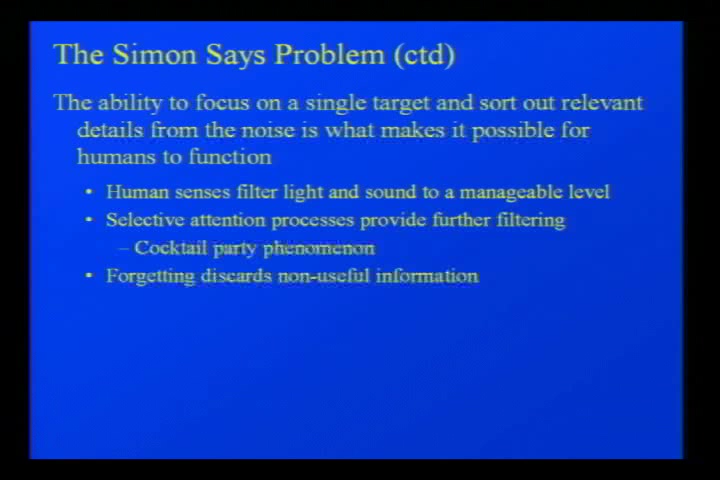 The Simon Says Problem (ctd)
The ability to focus on a single target and sort out relevant
details from the noise is what makes it possible for
humans to function
• Human senses filter light and sound to a manageable level
• Selective attention processes provide further filtering
– Cocktail party phenomenon
• Forgetting discards non-useful information